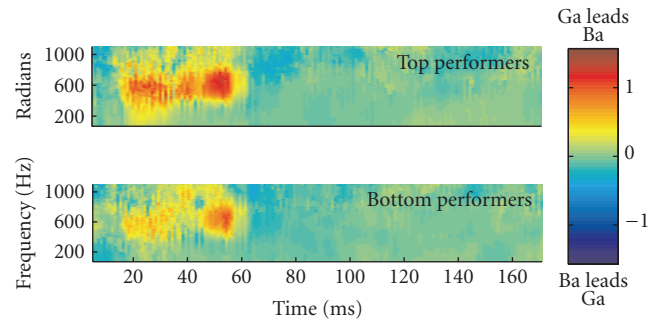 Ga leads
Ba
1000
600
200
Radians
Top performers
1
0
−1
1000
600
200
Frequency (Hz)
Bottom performers
20 40 60 80 100 120 140 160
Time (ms)
Ba leads
Ga